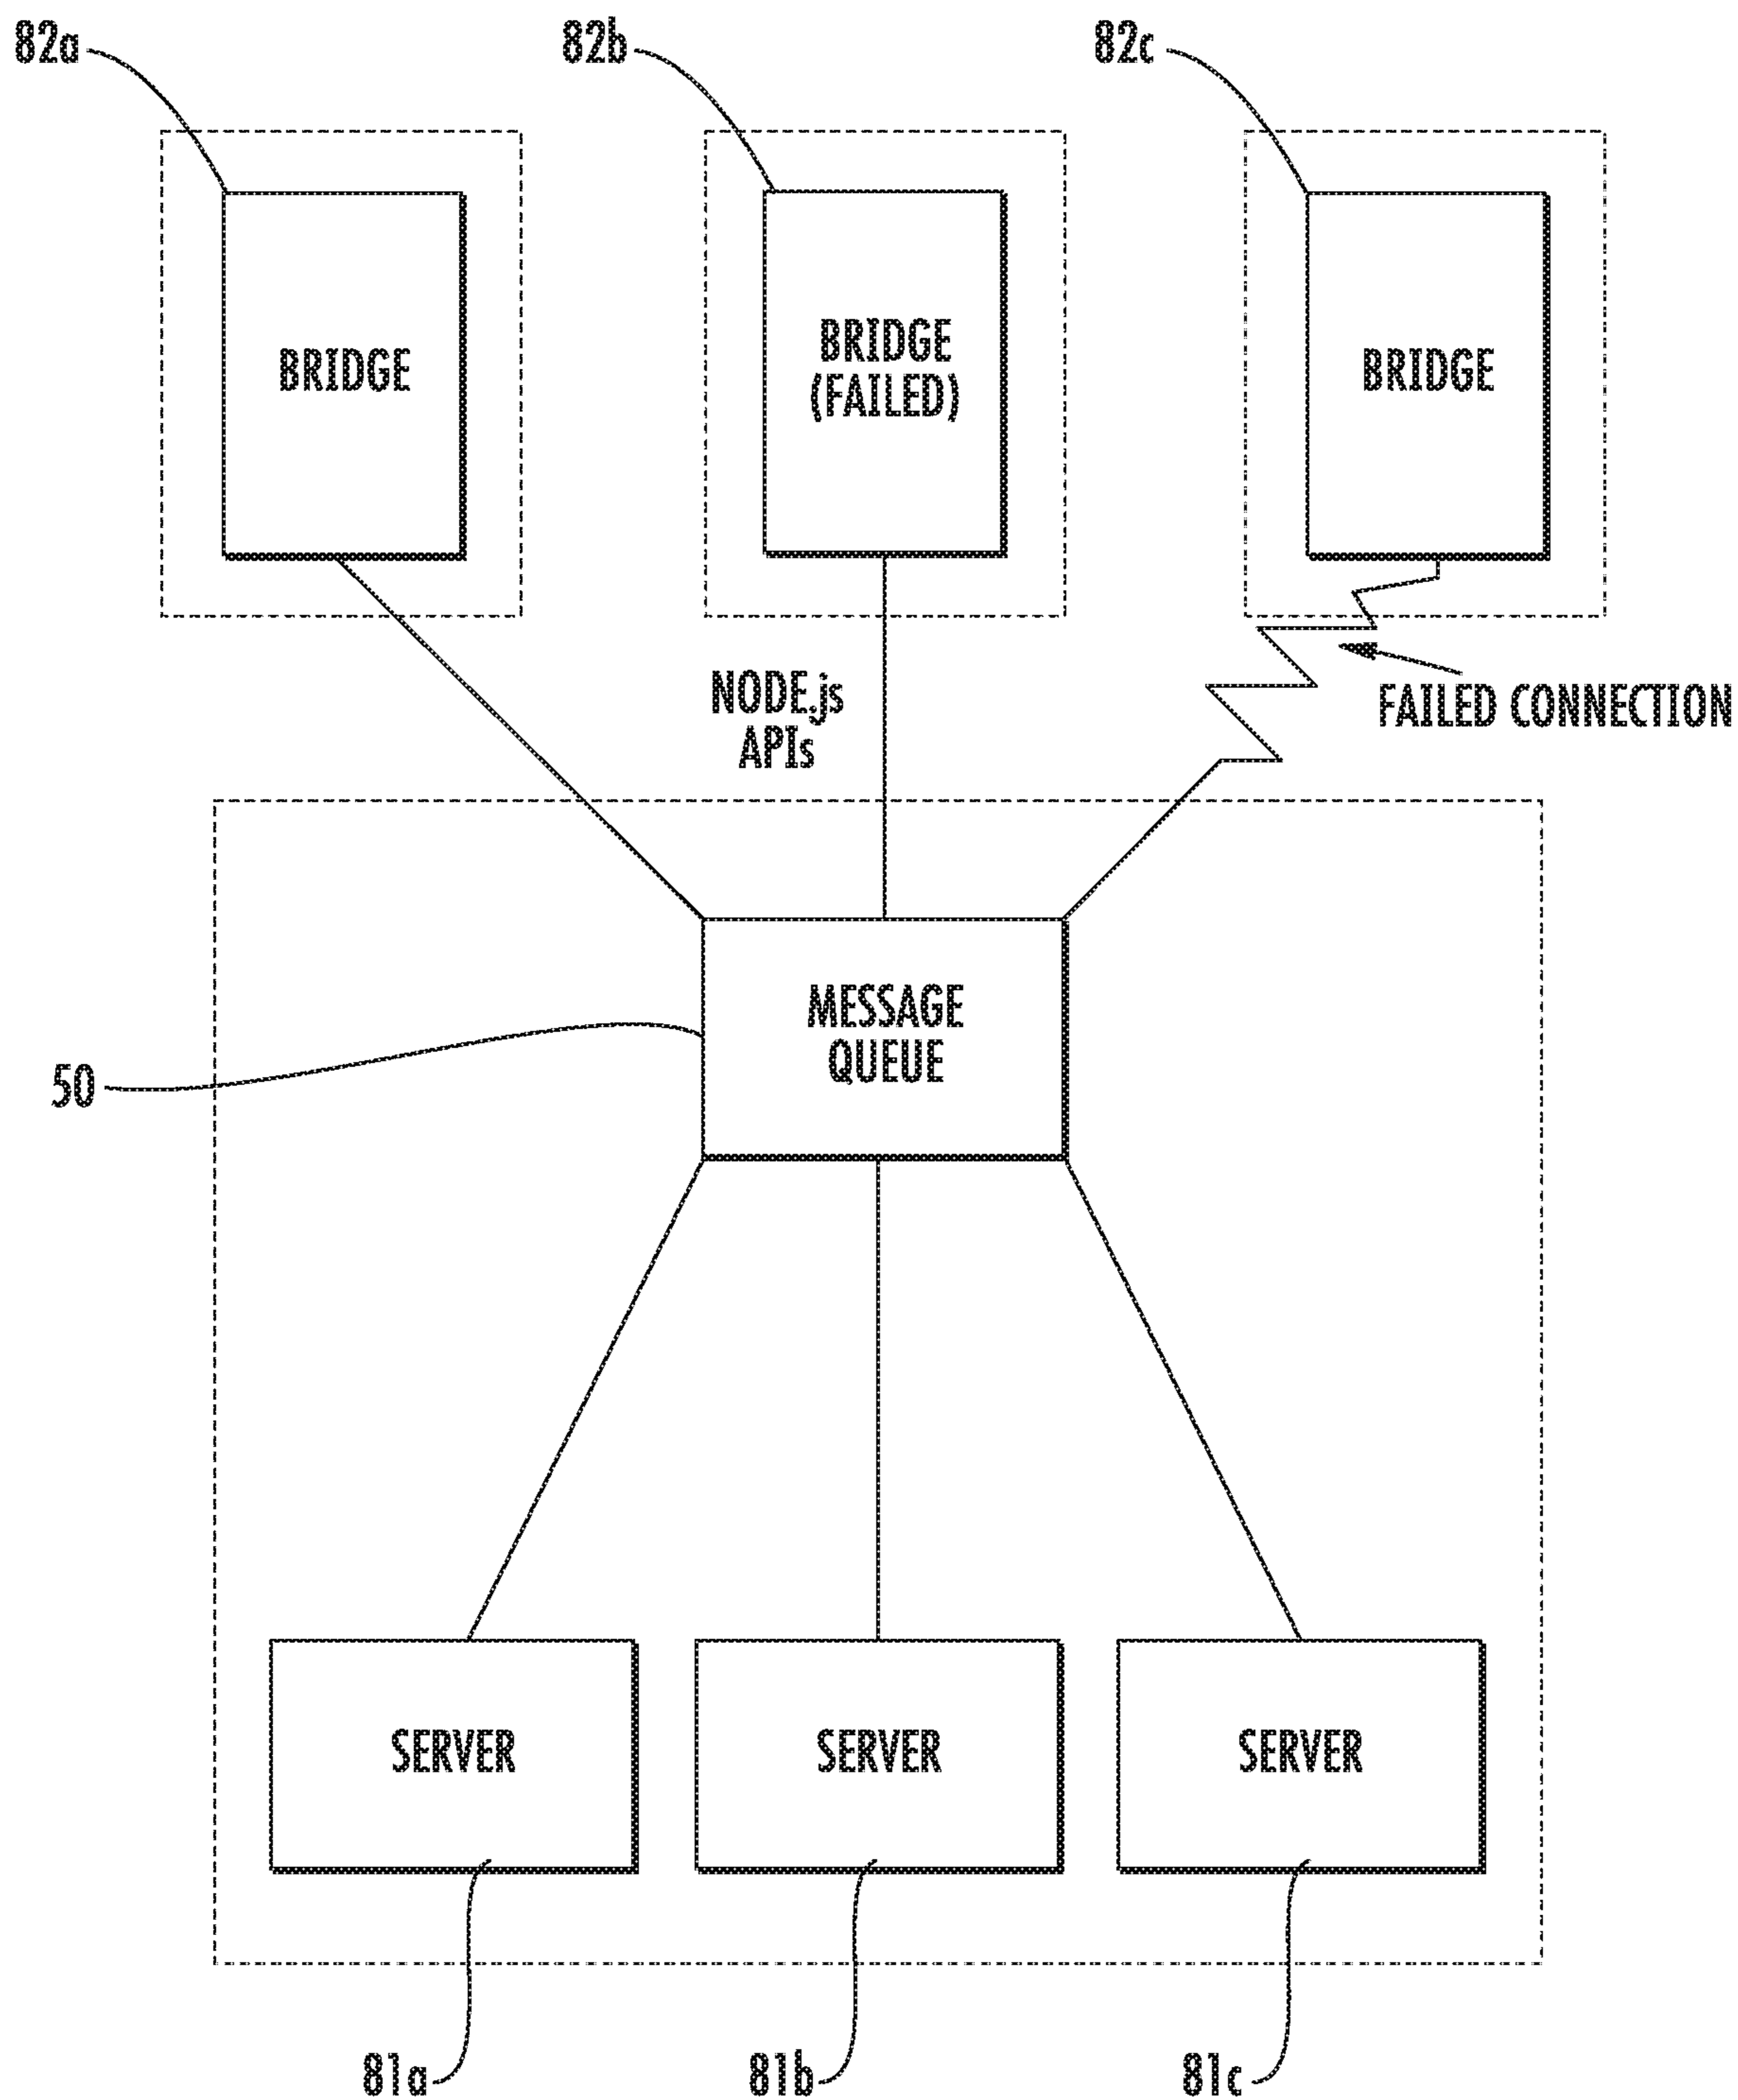 82a
82b
82c
BRIDGE
BRIDGE
(FAILED)
BRIDGE
NODE.js
APIs
FAILED CONNECTION
MESSAGE
QUEUE
50
SERVER
SERVER
SERVER
81a
81b
81c